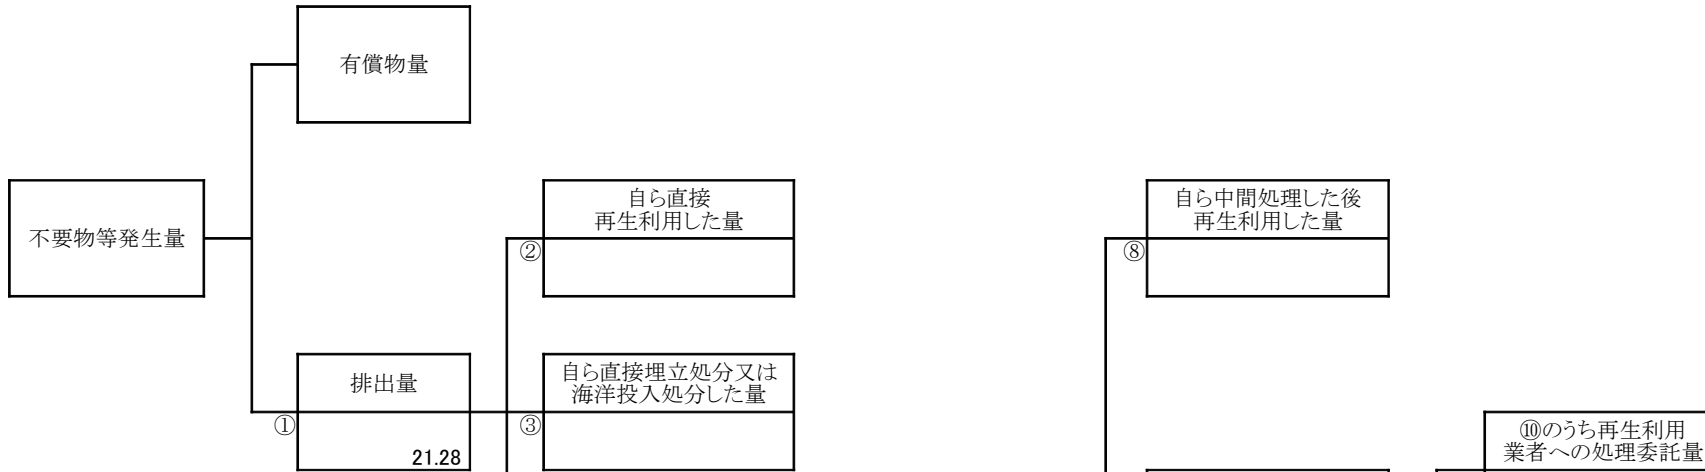 有償物量
不要物等発生量
自ら直接
再生利用した量
②
自ら中間処理した後
再生利用した量
⑧
排出量
①
21.28
自ら直接埋立処分又は
海洋投入処分した量
③
⑩のうち再生利用
業者への処理委託量